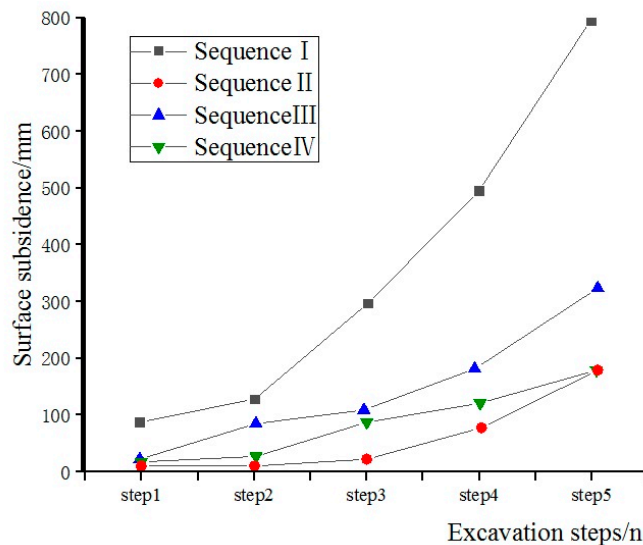 800
700
600
500
400
300
200
100
0
Surface subsidence/mm
Sequence I
Sequence II
SequenceIII
SequenceIV
step1 step2 step3 step4 step5
Excavation steps/n